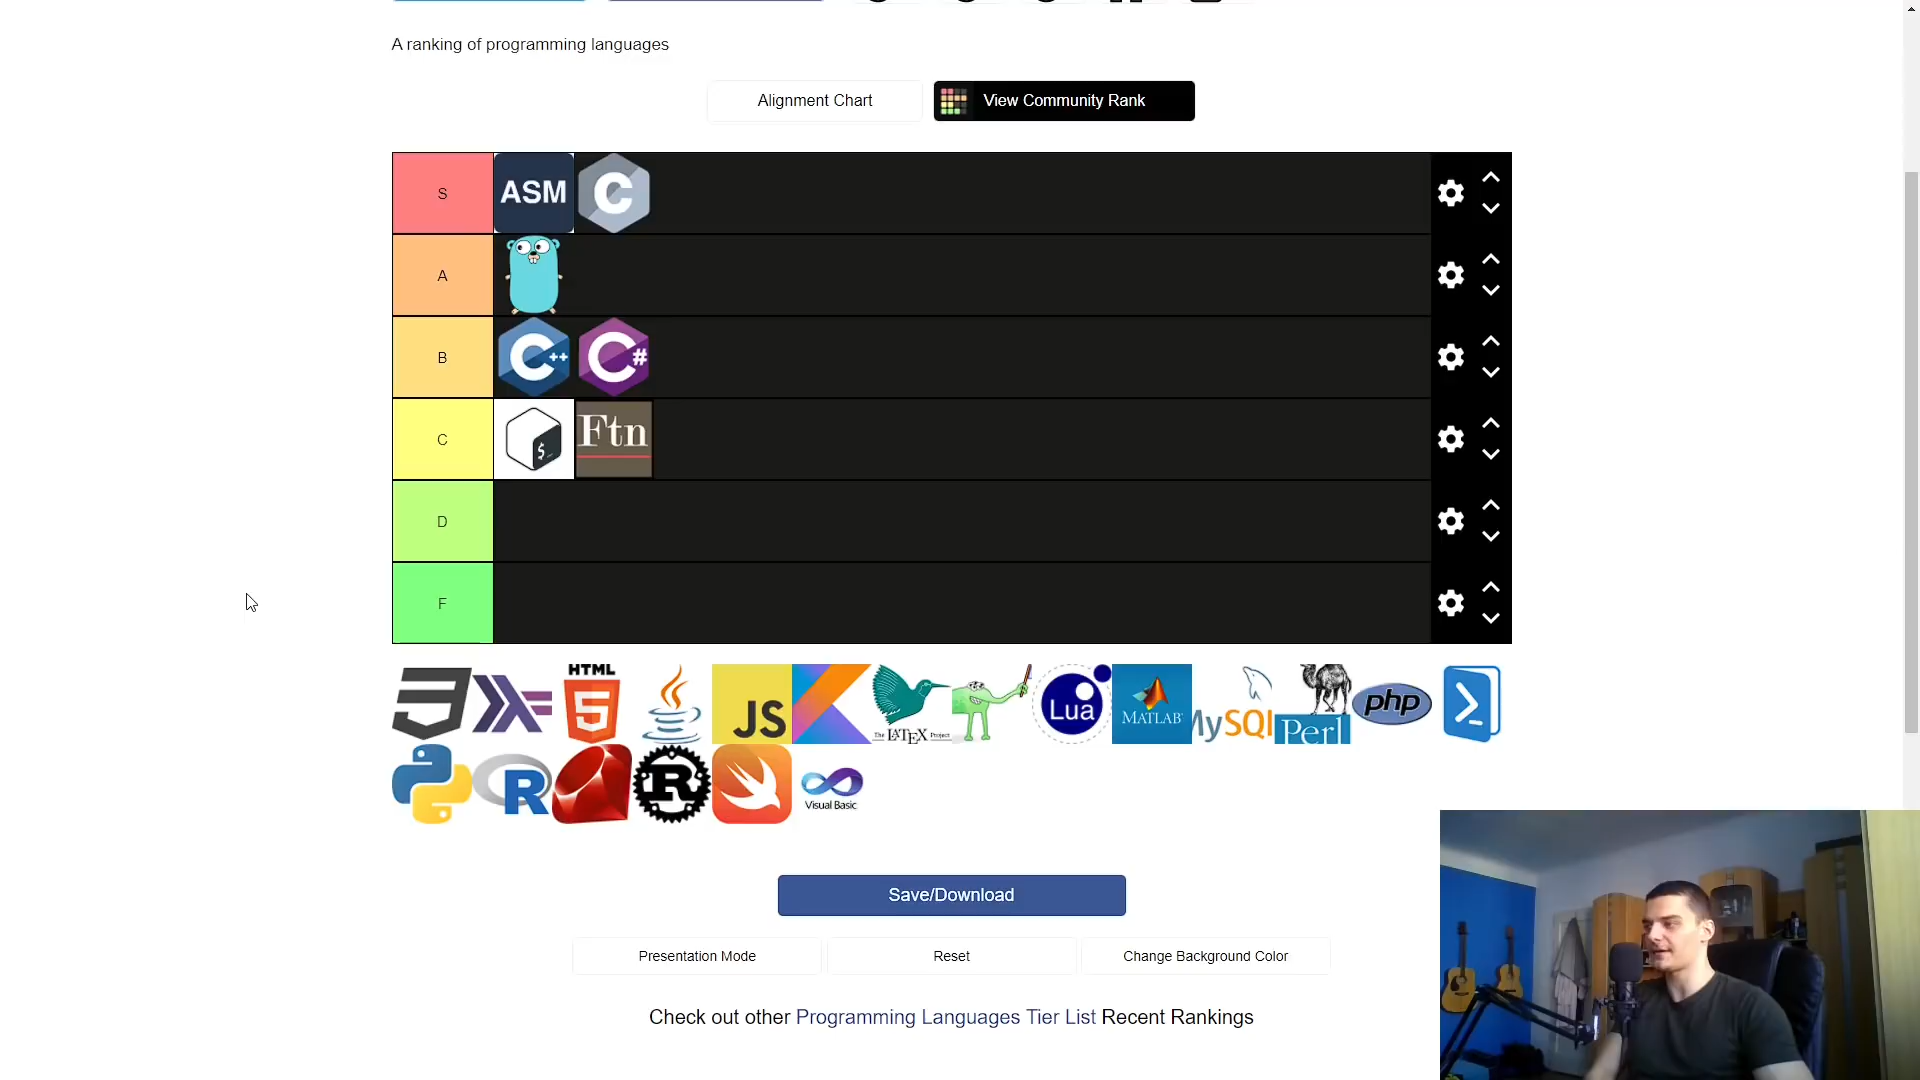 A ranking of programming languages
Alignment Chart
View Community Rank
S
ASM
C
A
B
C++
C#
C
$_
Ftn
D
F
3
HTML
5
JS
The LATEX Project
Lua
MATLAB
MySQL
Perl
php
R
R
Visual Basic
Save/Download
Presentation Mode
Reset
Change Background Color
Check out other Programming Languages Tier List Recent Rankings